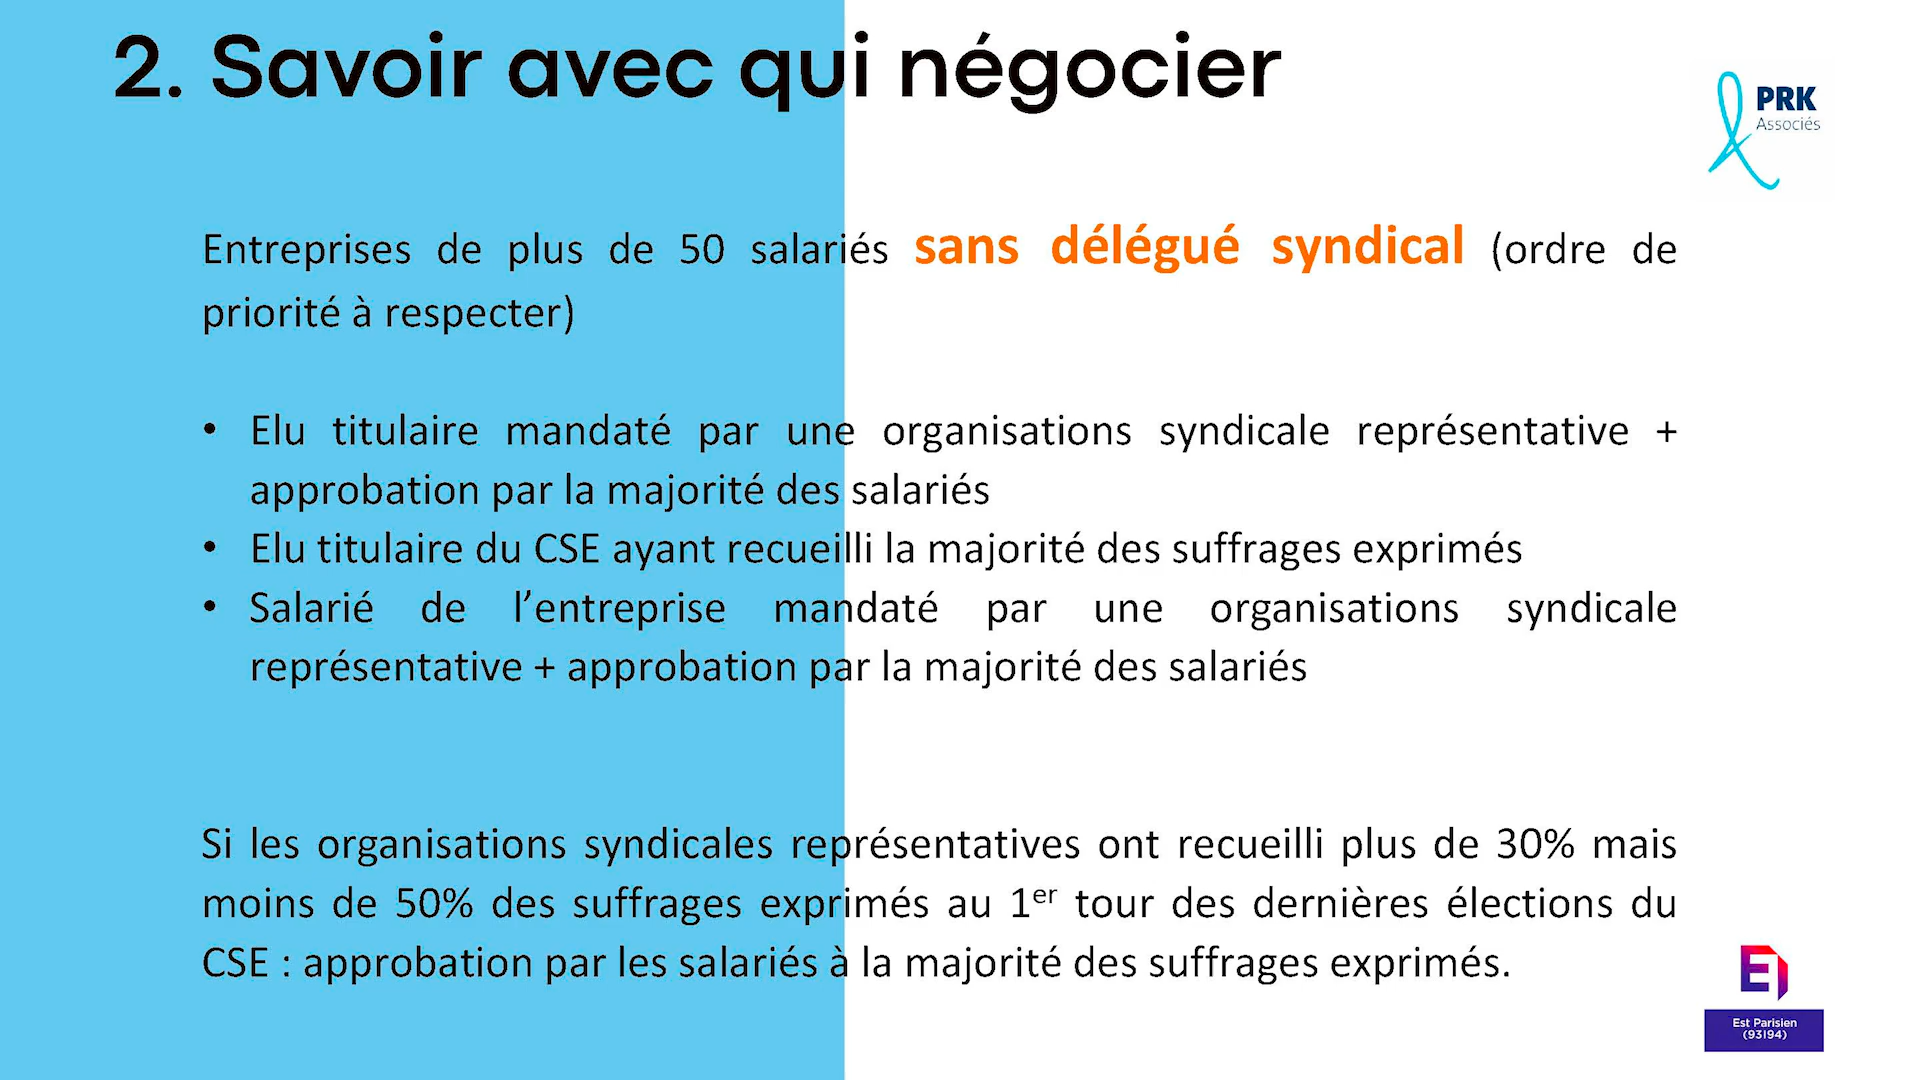 2. Savoir avec qui négocier
PRK
Associés
Entreprises de plus de 50 salariés sans délégué syndical (ordre de
priorité à respecter)
• Elu titulaire mandaté par une organisations syndicale représentative +
approbation par la majorité des salariés
• Elu titulaire du CSE ayant recueilli la majorité des suffrages exprimés
• Salarié de l’entreprise mandaté par une organisations syndicale
représentative + approbation par la majorité des salariés
Si les organisations syndicales représentatives ont recueilli plus de 30% mais
moins de 50% des suffrages exprimés au 1er tour des dernières élections du
CSE : approbation par les salariés à la majorité des suffrages exprimés.
Est Parisien
(93I94)